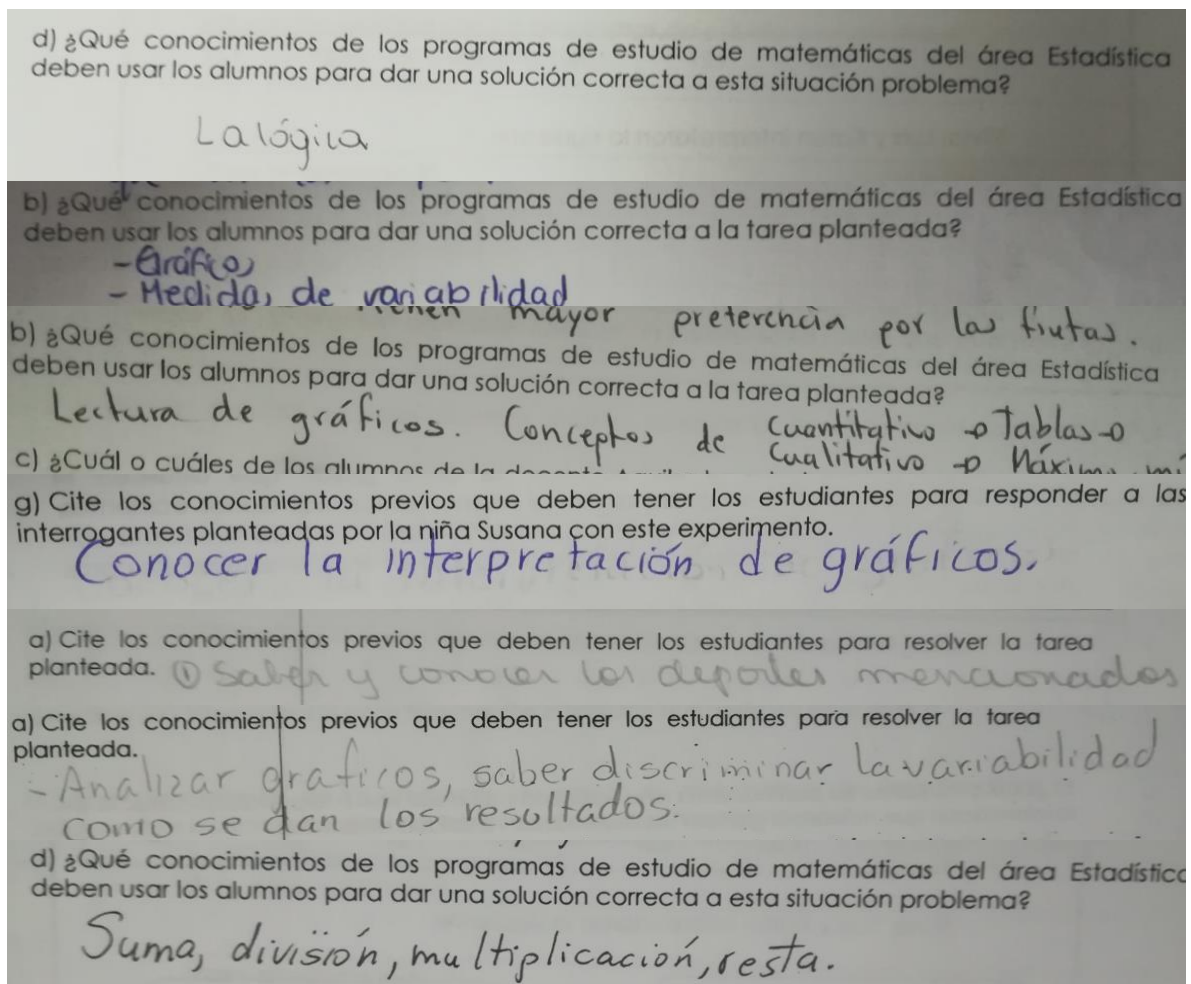 d) ¿Qué conocimientos de los programas de estudio de matemáticas del área Estadística
deben usar los alumnos para dar una solución correcta a esta situación problema?
La lógica
b) ¿Qué conocimientos de los programas de estudio de matemáticas del área Estadística
deben usar los alumnos para dar una solución correcta a la tarea planteada?
- Gráficos
- Medidas de variabilidad
tienen mayor preferencia por las frutas.
b) ¿Qué conocimientos de los programas de estudio de matemáticas del área Estadística
deben usar los alumnos para dar una solución correcta a la tarea planteada?
Lectura de gráficos. Conceptos de cuantitativo → Tablas →
cualitativo → Máximo
c) ¿Cuál o cuáles de los alumnos de la
g) Cite los conocimientos previos que deben tener los estudiantes para responder a las
interrogantes planteadas por la niña Susana con este experimento.
Conocer la interpretación de gráficos.
a) Cite los conocimientos previos que deben tener los estudiantes para resolver la tarea
planteada. ① Saber y conocer los deportes mencionados
a) Cite los conocimientos previos que deben tener los estudiantes para resolver la tarea
planteada.
- Analizar graficos, saber discriminar la variabilidad
como se dan los resultados.
d) ¿Qué conocimientos de los programas de estudio de matemáticas del área Estadística
deben usar los alumnos para dar una solución correcta a esta situación problema?
Suma, división, multiplicación, resta.